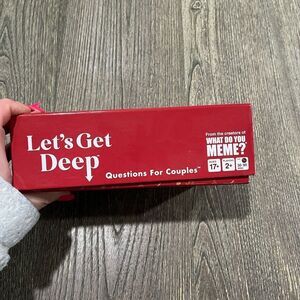 Let's Get
Deep
Questions For Couples™
From the creators of
WHAT DO YOU
MEME?
17+
2+